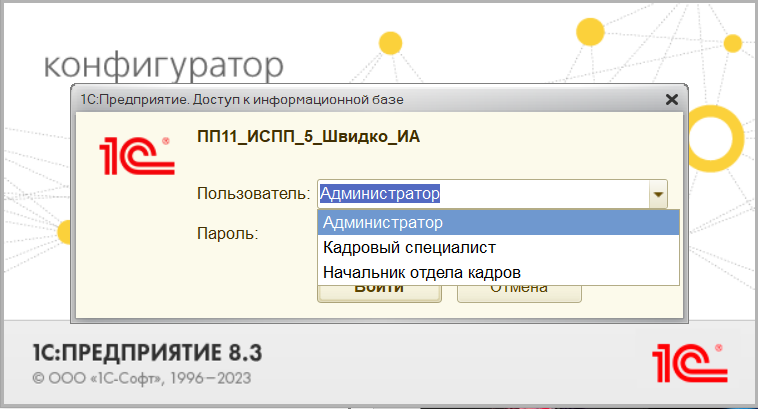 конфигуратор
1С:Предприятие. Доступ к информационной базе
1С®
ПП11_ИСПП_5_Швидко_ИА
Пользователь: Администратор
Администратор
Пароль:
Кадровый специалист
Начальник отдела кадров
Войти Отмена
1С:ПРЕДПРИЯТИЕ 8.3
© ООО «1С-Софт», 1996–2023
1С®